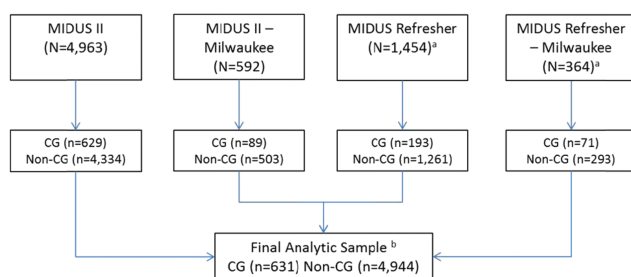 MIDUS II
(N=4,963)
MIDUS II –
Milwaukee
(N=592)
MIDUS Refresher
(N=1,454)ᵃ
MIDUS Refresher
– Milwaukee
(N=364)ᵃ
CG (n=629)
Non-CG (n=4,334)
CG (n=89)
Non-CG (n=503)
CG (n=193)
Non-CG (n=1,261)
CG (n=71)
Non-CG (n=293)
Final Analytic Sample ᵇ
CG (n=631) Non-CG (n=4,944)